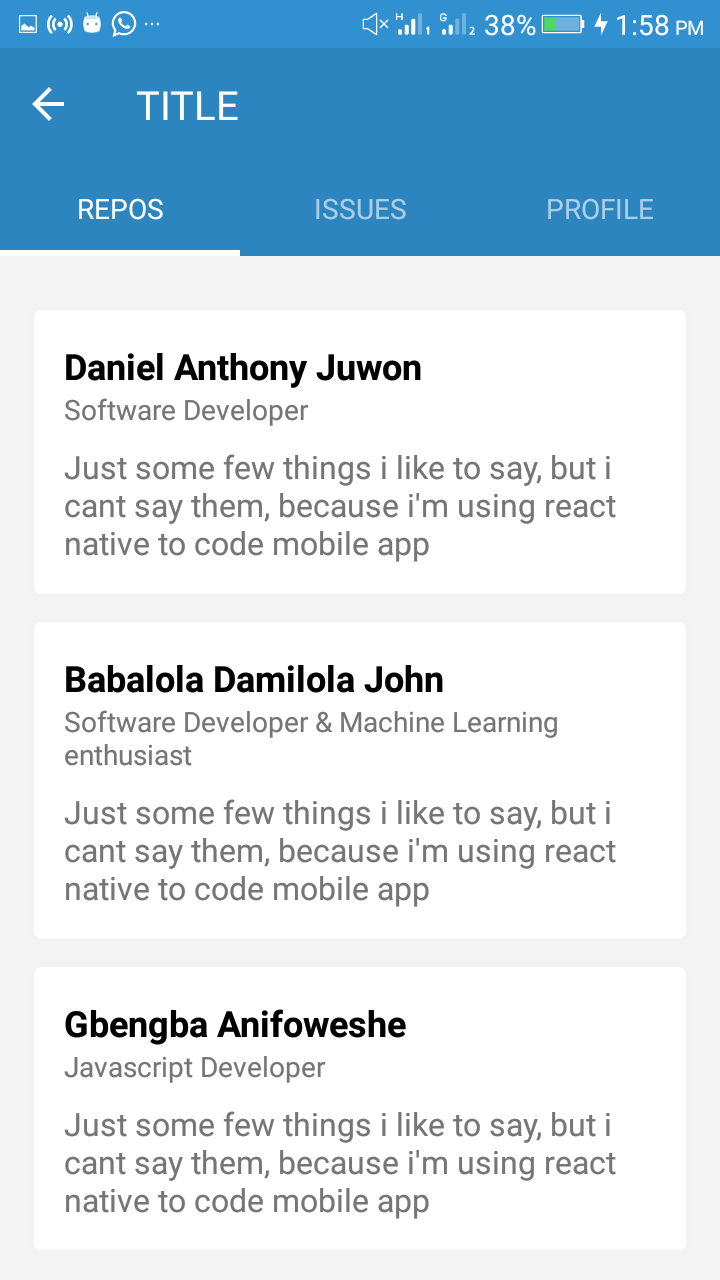 H 1 G 2 38% 1:58 PM
TITLE
REPOS ISSUES PROFILE
Daniel Anthony Juwon
Software Developer
Just some few things i like to say, but i
cant say them, because i'm using react
native to code mobile app
Babalola Damilola John
Software Developer & Machine Learning
enthusiast
Just some few things i like to say, but i
cant say them, because i'm using react
native to code mobile app
Gbengba Anifoweshe
Javascript Developer
Just some few things i like to say, but i
cant say them, because i'm using react
native to code mobile app